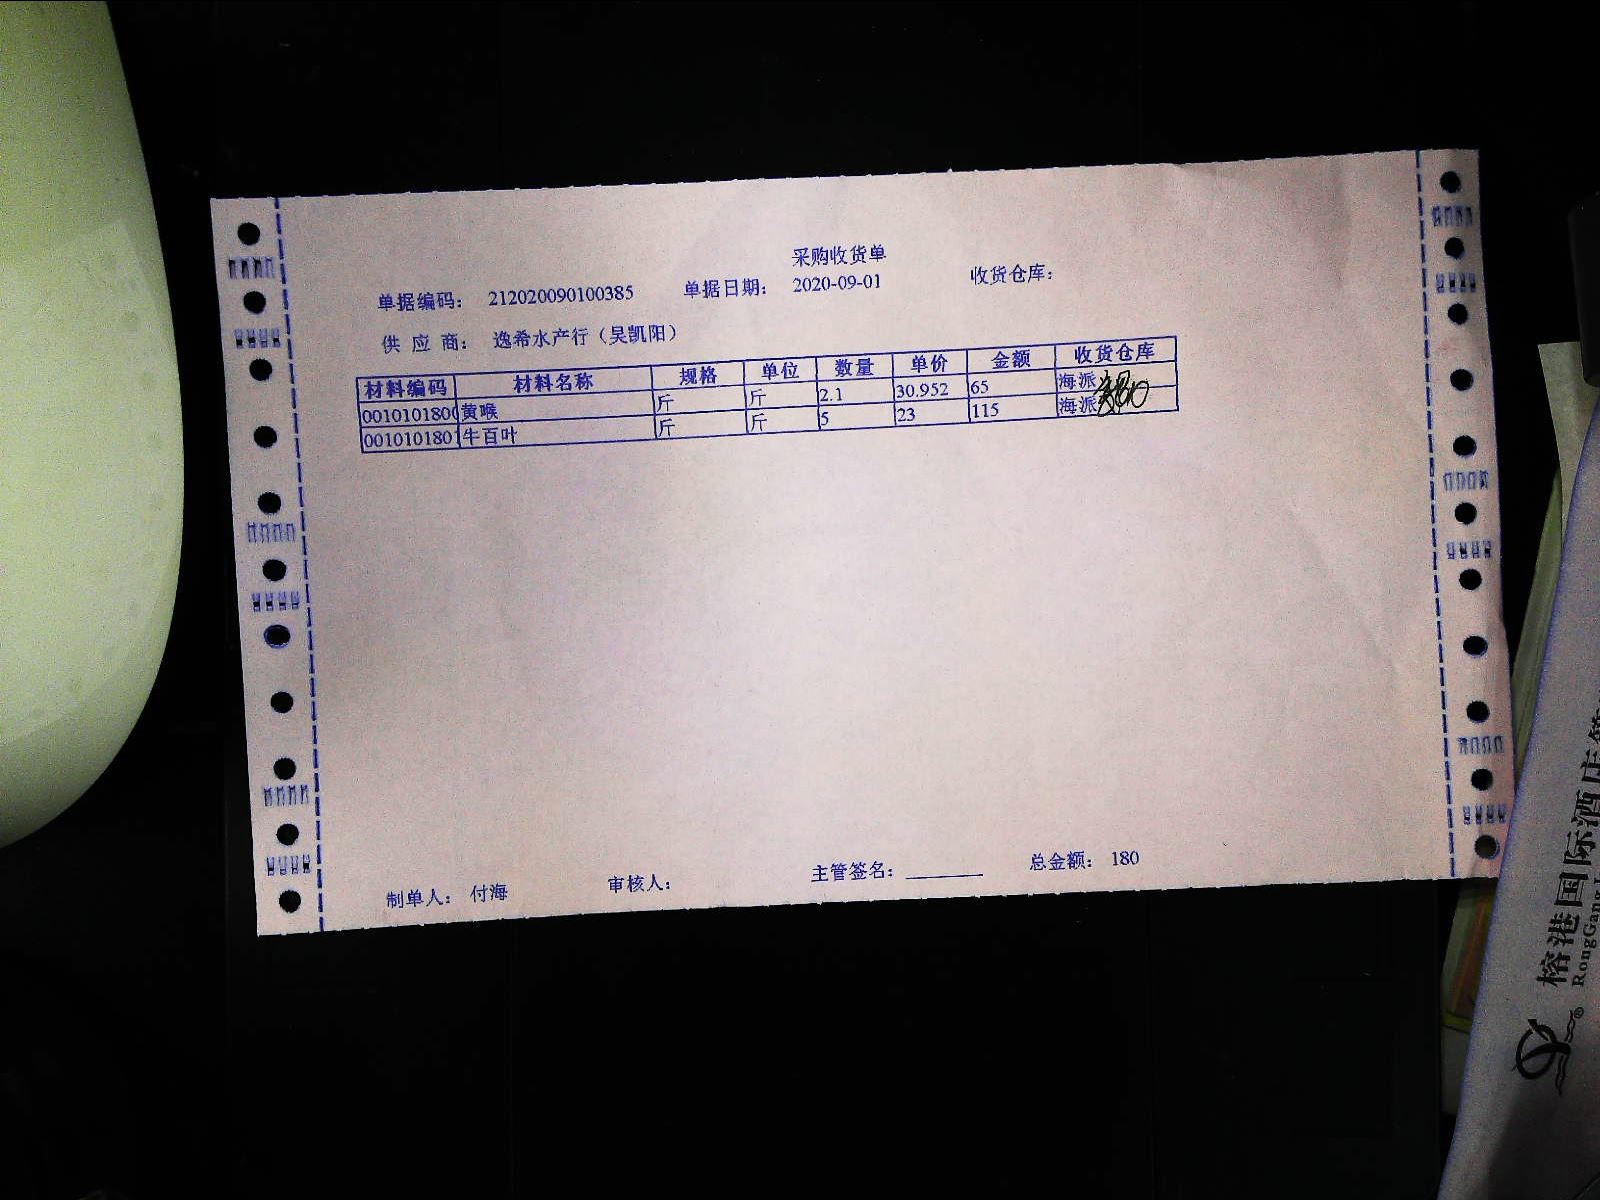 采购收货单
单据编码： 212020090100385 单据日期： 2020-09-01 收货仓库：
供 应 商： 逸希水产行（吴凯阳）
材料编码 材料名称 规格 单位 数量 单价 金额 收货仓库
0010101800 黄喉 斤 斤 2.1 30.952 65 海派
001010180 牛百叶 斤 斤 5 23 115 海派
制单人： 付海 审核人： 主管签名： 总金额： 180
榕港国际酒店
RongGang